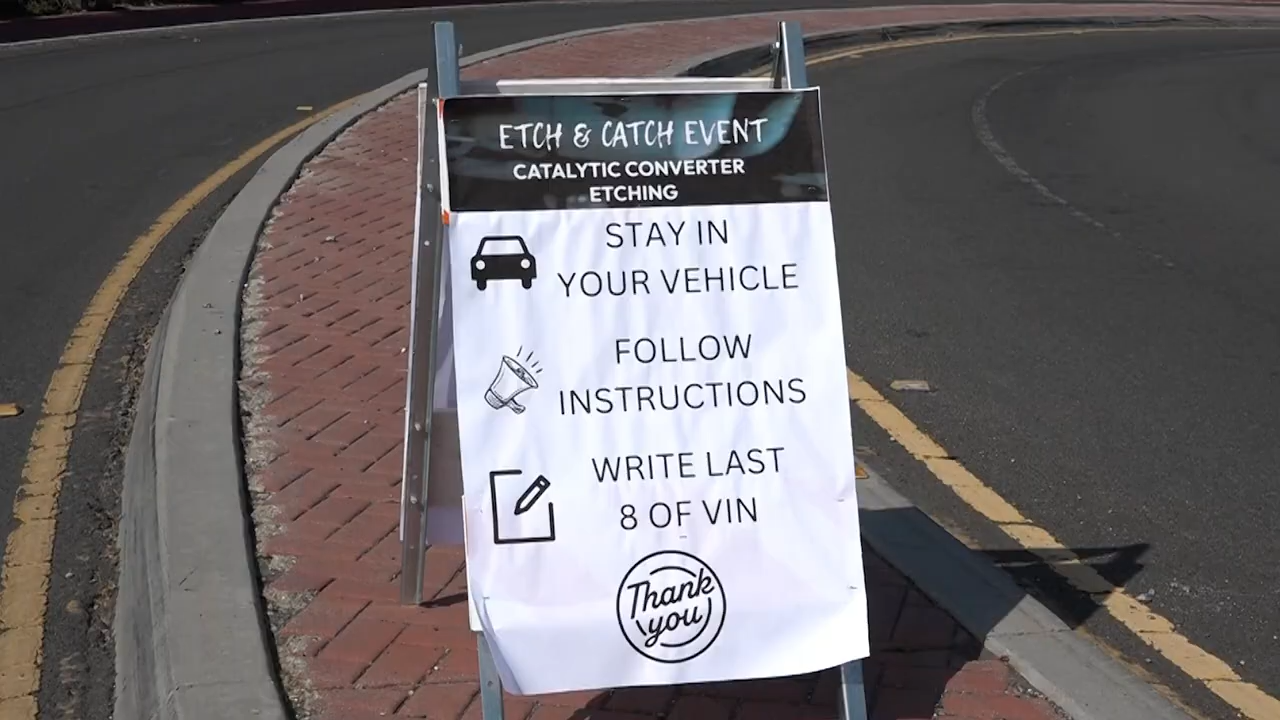 ETCH & CATCH EVENT
CATALYTIC CONVERTER
ETCHING
STAY IN
YOUR VEHICLE
FOLLOW
INSTRUCTIONS
WRITE LAST
8 OF VIN
Thank
you